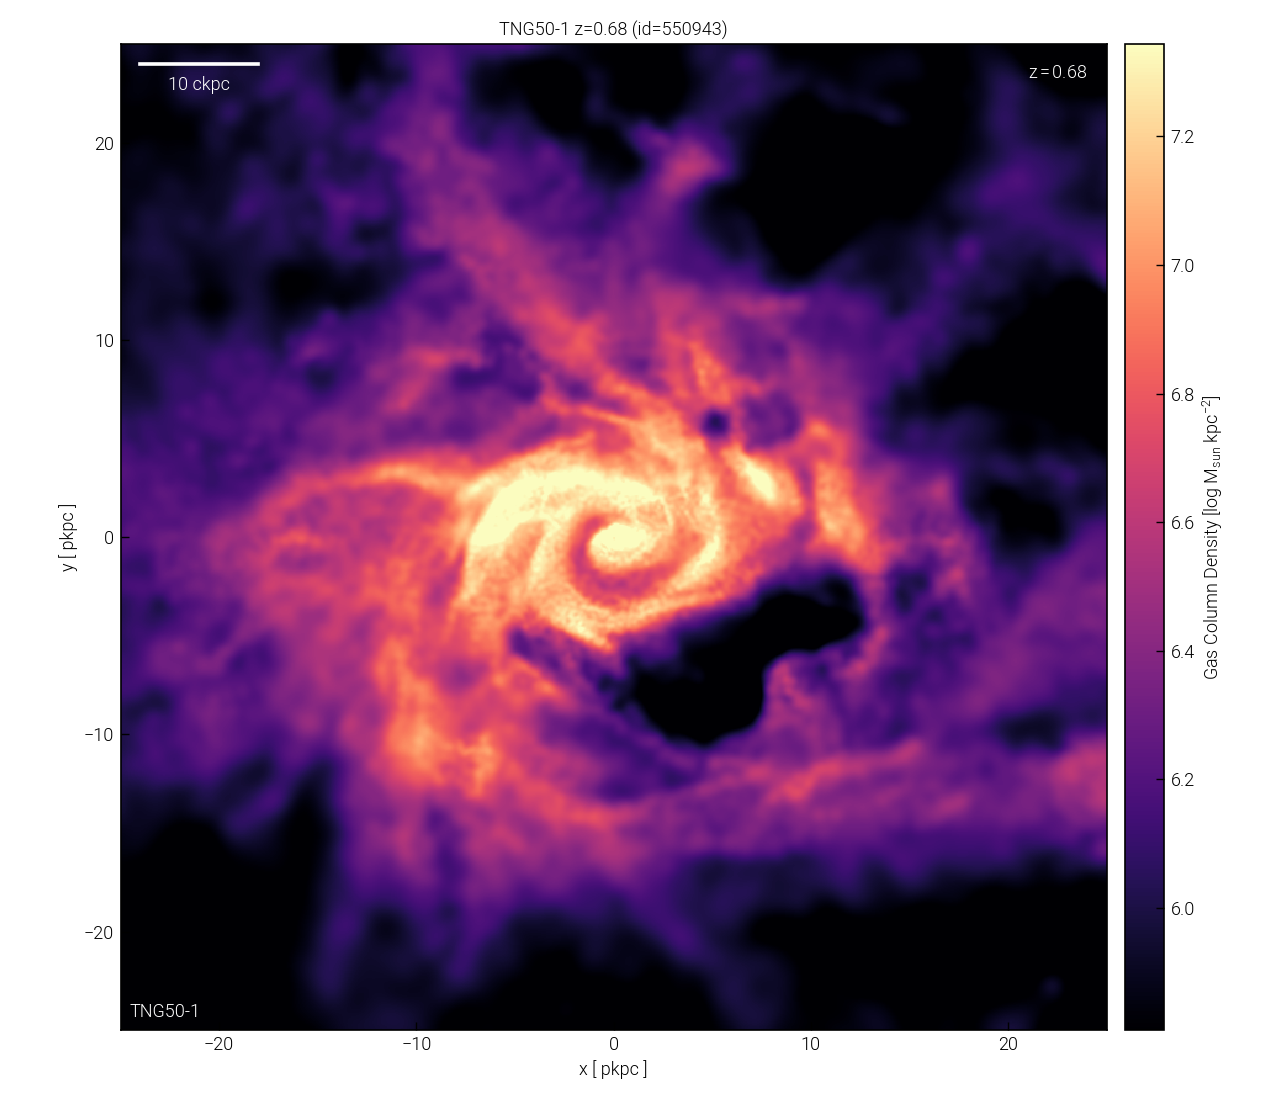 TNG50-1 z=0.68 (id=550943)
10 ckpc
z = 0.68
20
10
0
−10
−20
y [ pkpc ]
TNG50-1
−20
−10
0
10
20
x [ pkpc ]
7.2
7.0
6.8
6.6
6.4
6.2
6.0
Gas Column Density [log M_sun kpc^−2]